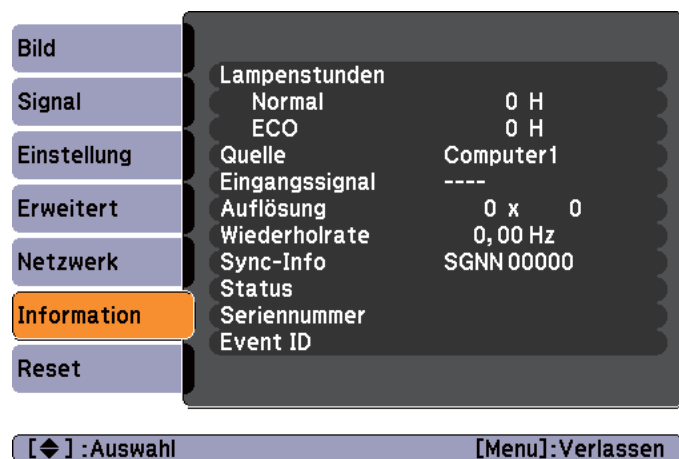 Bild
Signal
Einstellung
Erweitert
Netzwerk
Information
Reset
Lampenstunden
Normal 0 H
ECO 0 H
Quelle Computer1
Eingangssignal ----
Auflösung 0 x 0
Wiederholrate 0,00 Hz
Sync-Info SGNN 00000
Status
Seriennummer
Event ID
[◆] :Auswahl [Menu]:Verlassen